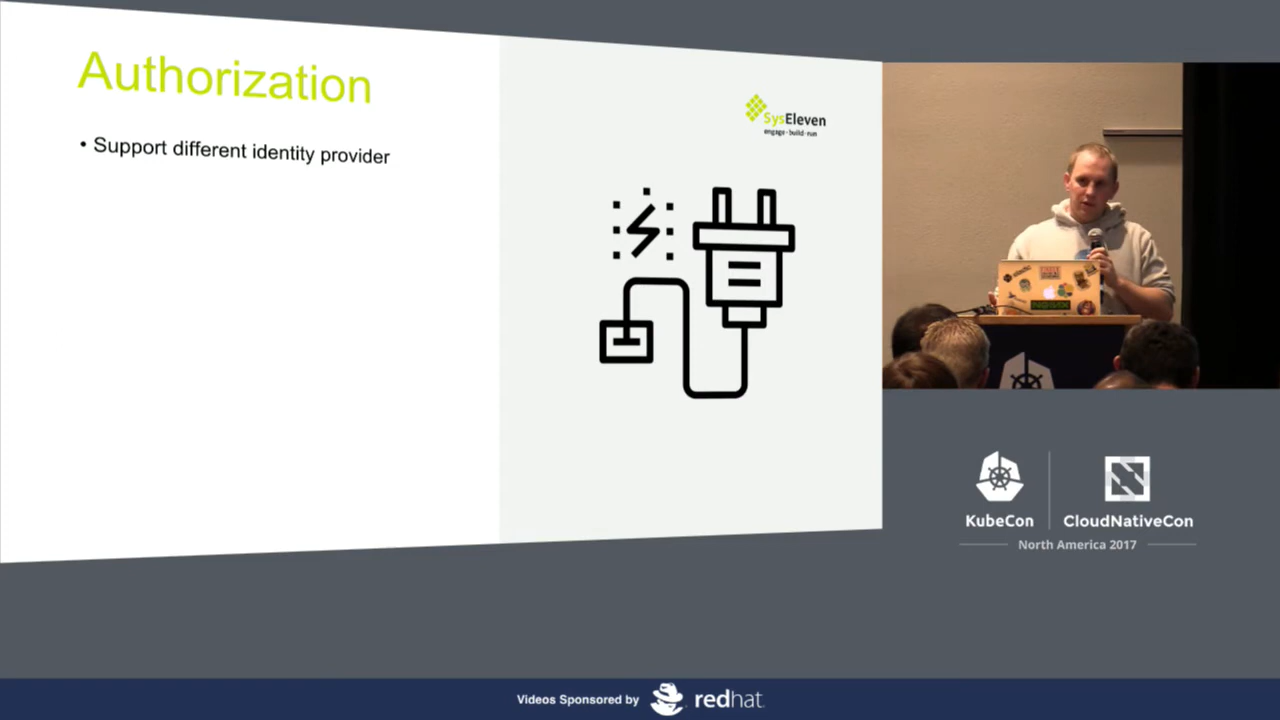 Authorization
• Support different identity provider
SysEleven
engage · build · run
KubeCon
CloudNativeCon
North America 2017
Videos Sponsored by
redhat.